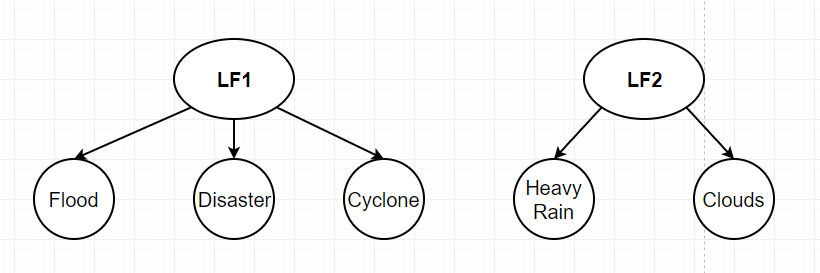 LF1
LF2
Flood
Disaster
Cyclone
Heavy
Rain
Clouds